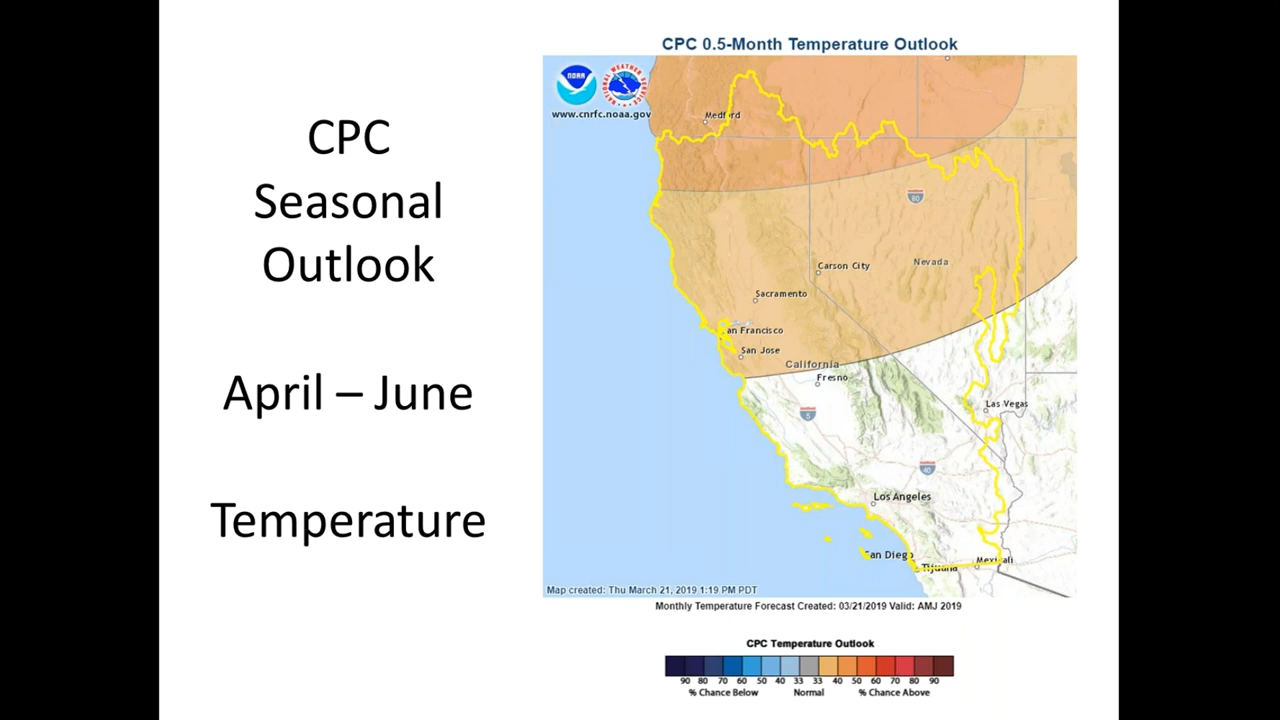 CPC
Seasonal
Outlook
April – June
Temperature
CPC 0.5-Month Temperature Outlook
NOAA
NATIONAL WEATHER SERVICE
www.cnrfc.noaa.gov
Medford
80
Carson City
Nevada
Sacramento
San Francisco
San Jose
California
Fresno
5
Las Vegas
40
Los Angeles
San Diego
Tijuana
Mexicali
Map created: Thu March 21, 2019 1:19 PM PDT
Monthly Temperature Forecast Created: 03/21/2019 Valid: AMJ 2019
CPC Temperature Outlook
90 80 70 60 50 40 33 33 40 50 60 70 80 90
% Chance Below Normal % Chance Above